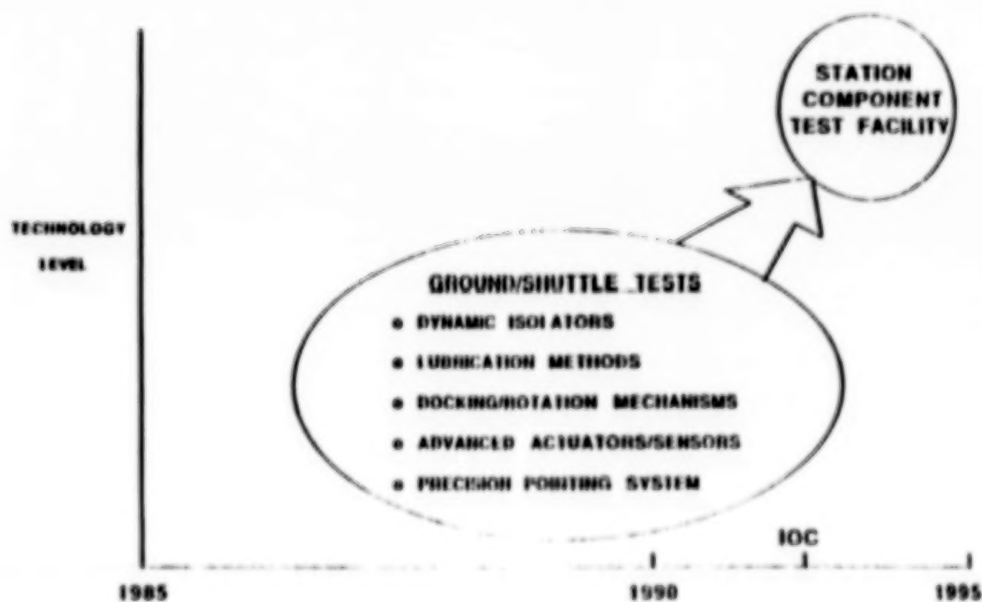 STATION
COMPONENT
TEST FACILITY
TECHNOLOGY
LEVEL
GROUND/SHUTTLE TESTS
• DYNAMIC ISOLATORS
• LUBRICATION METHODS
• DOCKING/ROTATION MECHANISMS
• ADVANCED ACTUATORS/SENSORS
• PRECISION POINTING SYSTEM
IOC
1985 1990 1995